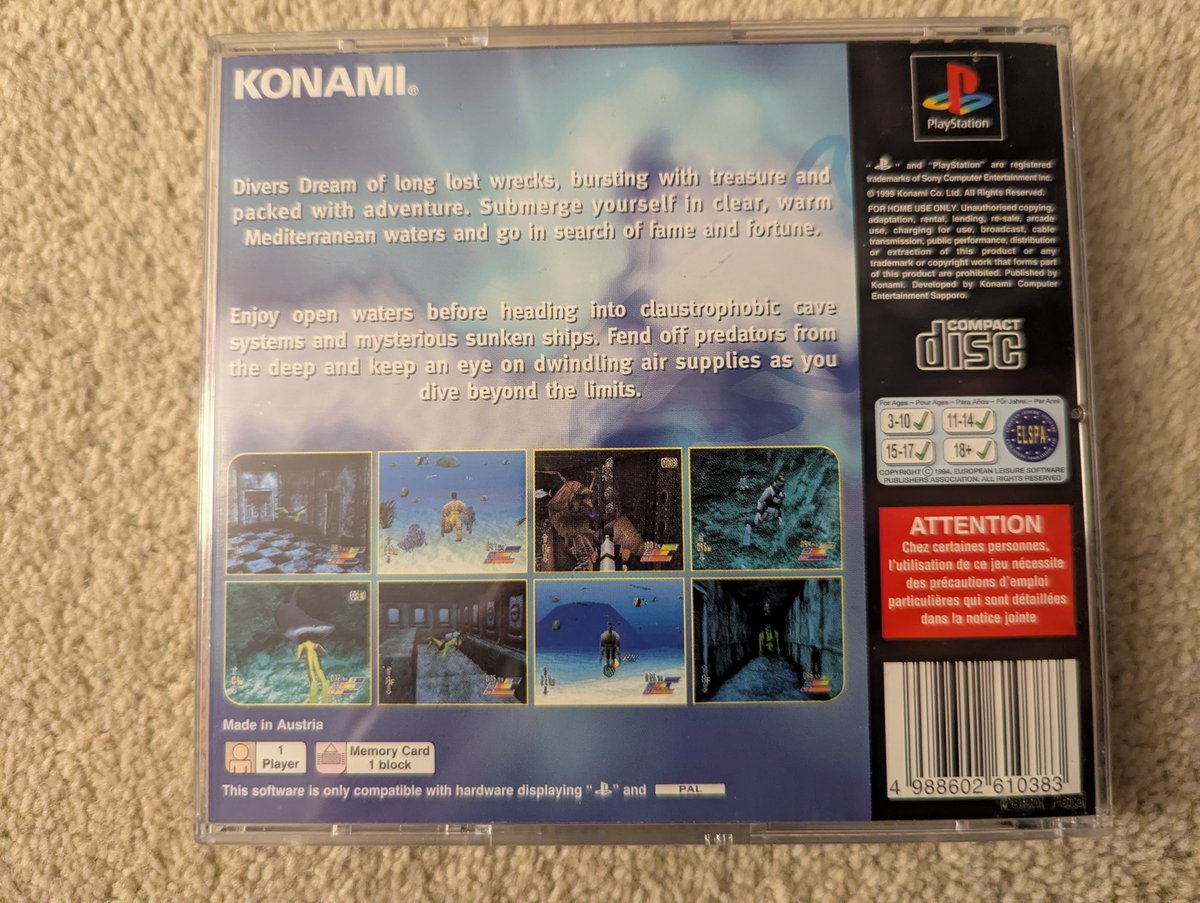 KONAMI®
Divers Dream of long lost wrecks, bursting with treasure and
packed with adventure. Submerge yourself in clear, warm
Mediterranean waters and go in search of fame and fortune.
Enjoy open waters before heading into claustrophobic cave
systems and mysterious sunken ships. Fend off predators from
the deep and keep an eye on dwindling air supplies as you
dive beyond the limits.
Made in Austria
1
Player
Memory Card
1 block
This software is only compatible with hardware displaying " " and PAL
PlayStation
" " and "PlayStation" are registered
trademarks of Sony Computer Entertainment Inc.
© 1999 Konami Co. Ltd. All Rights Reserved.
FOR HOME USE ONLY. Unauthorised copying,
adaptation, rental, lending, re-sale, arcade
use, charging for use, broadcast, cable
transmission, public performance, distribution
or extraction of this product or any
trademark or copyright work that forms part
of this product are prohibited. Published by
Konami. Developed by Konami Computer
Entertainment Sapporo.
COMPACT
disc
For Ages – Pour Ages – Para Años – Für Jahre – Per Anni
3-10 11-14
15-17 18+
ELSPA
COPYRIGHT © 1994, EUROPEAN LEISURE SOFTWARE
PUBLISHERS ASSOCIATION. ALL RIGHTS RESERVED
ATTENTION
Chez certaines personnes,
l'utilisation de ce jeu nécessite
des précautions d'emploi
particulières qui sont détaillées
dans la notice jointe
4 988602 610383